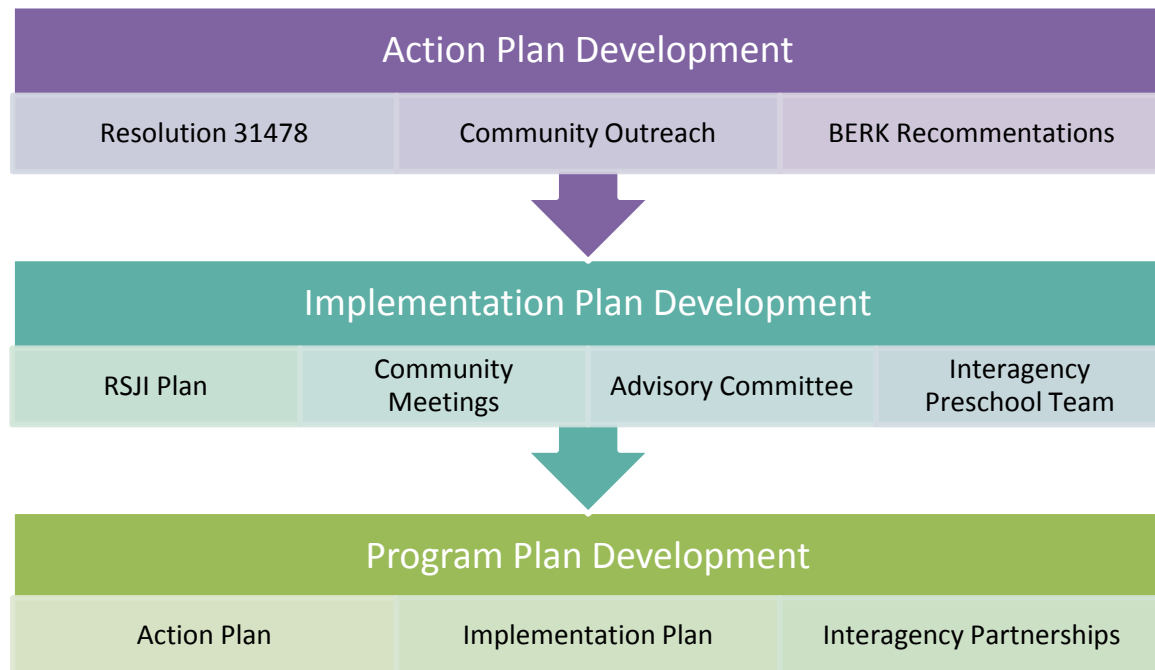 Action Plan Development
Resolution 31478
Community Outreach
BERK Recommentations
Implementation Plan Development
RSJI Plan
Community
Meetings
Advisory Committee
Interagency
Preschool Team
Program Plan Development
Action Plan
Implementation Plan
Interagency Partnerships